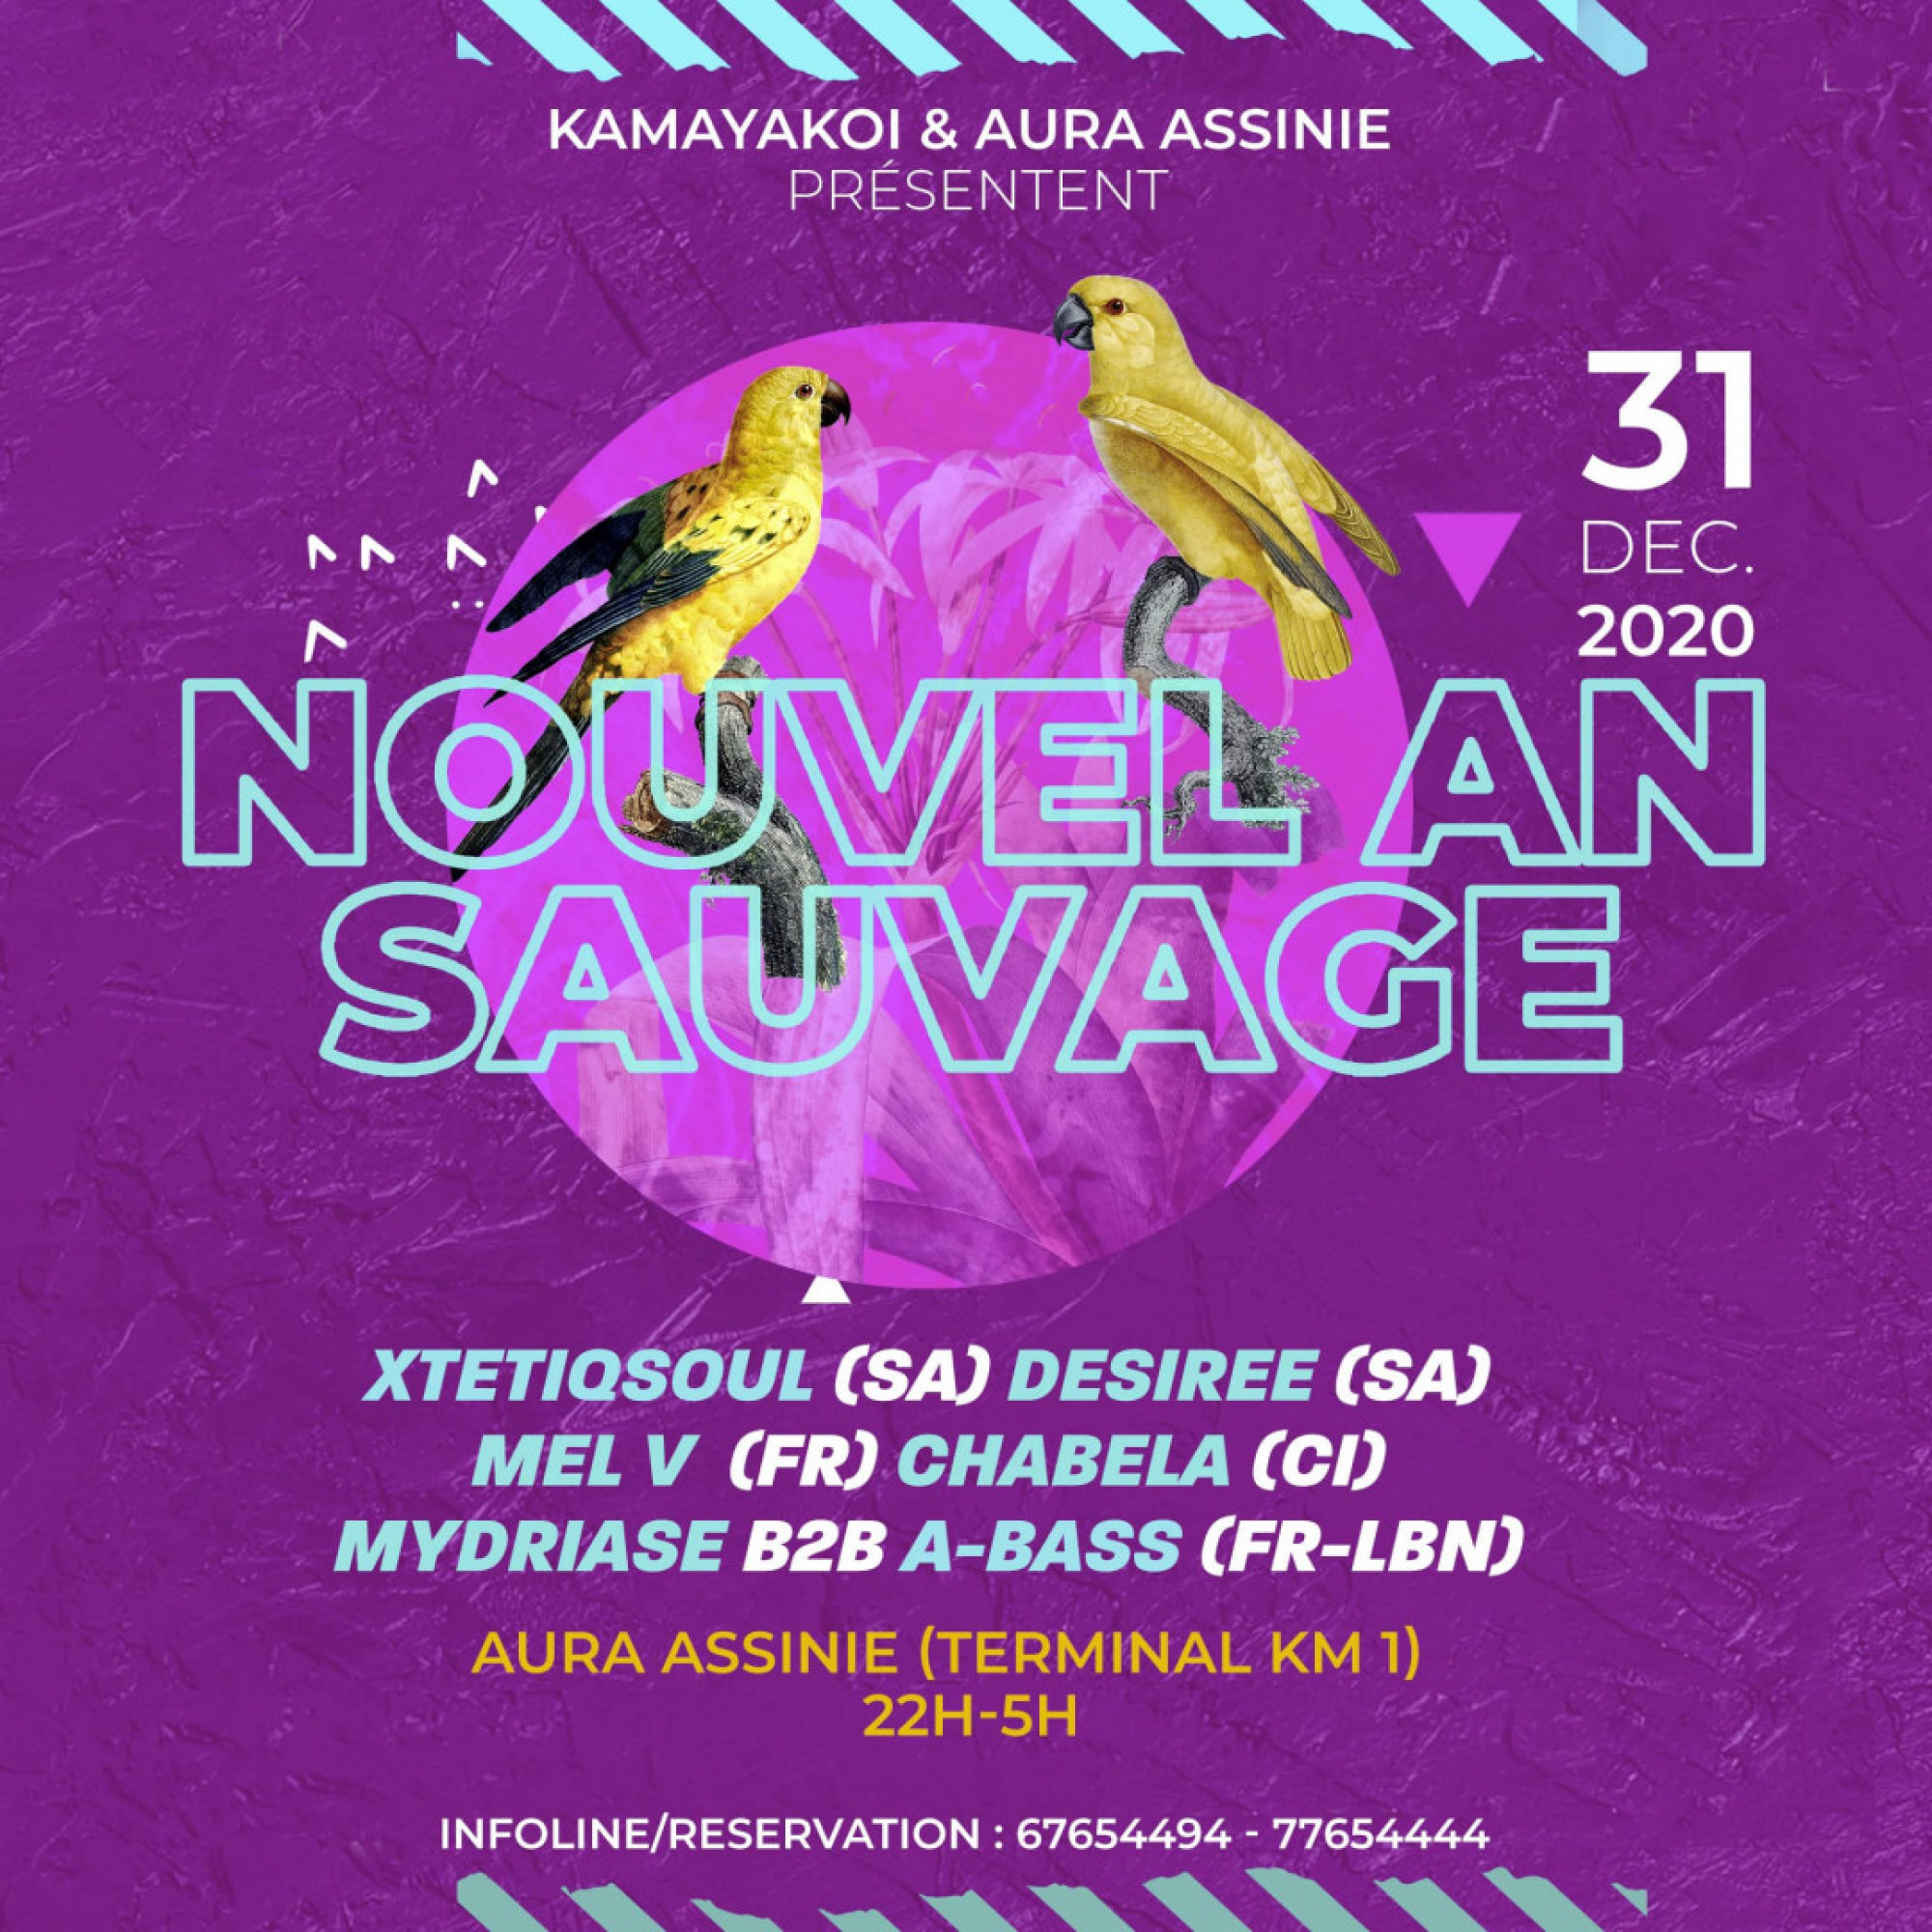 KAMAYAKOI & AURA ASSINIE
PRÉSENTENT
31
DEC.
2020
NOUVEL AN
SAUVAGE
XTETIQSOUL (SA) DESIREE (SA)
MEL V (FR) CHABELA (CI)
MYDRIASE B2B A-BASS (FR-LBN)
AURA ASSINIE (TERMINAL KM 1)
22H-5H
INFOLINE/RESERVATION : 67654494 - 77654444